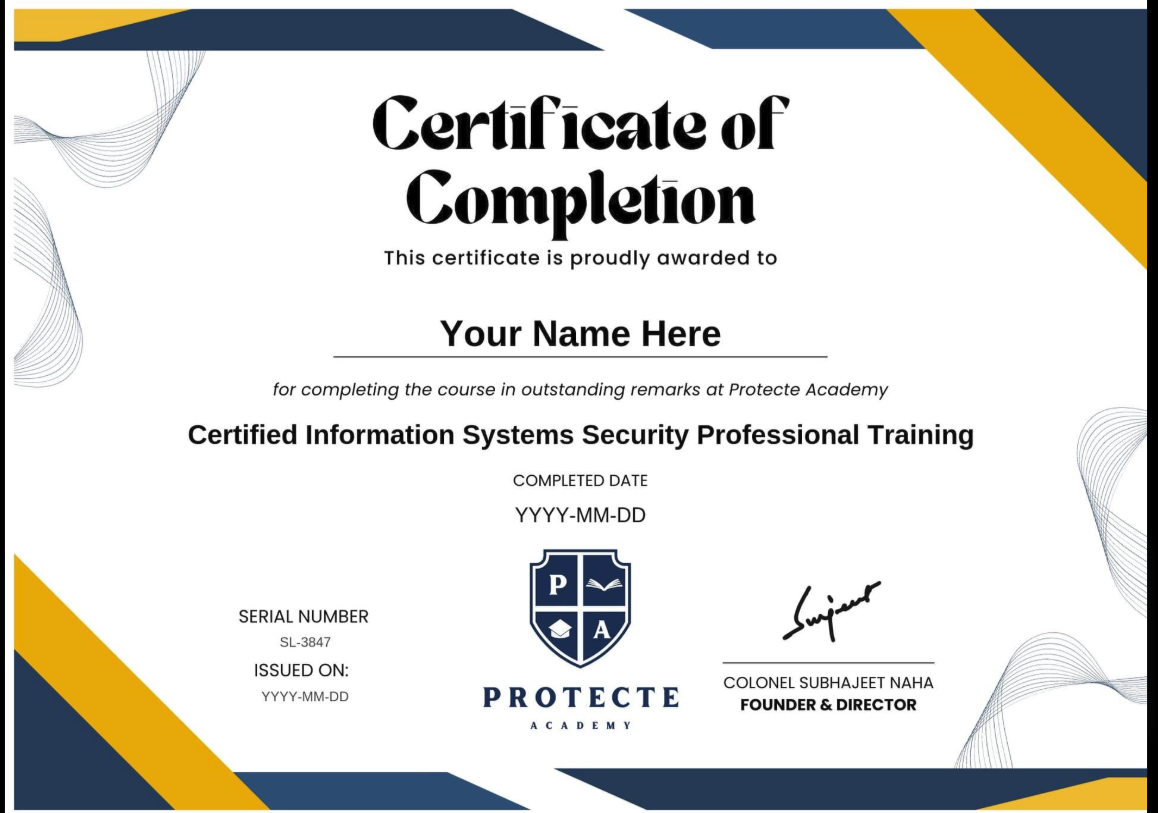 Certificate of
Completion
This certificate is proudly awarded to
Your Name Here
for completing the course in outstanding remarks at Protecte Academy
Certified Information Systems Security Professional Training
COMPLETED DATE
YYYY-MM-DD
SERIAL NUMBER
SL-3847
ISSUED ON:
YYYY-MM-DD
P
A
PROTECTE
ACADEMY
COLONEL SUBHAJEET NAHA
FOUNDER & DIRECTOR